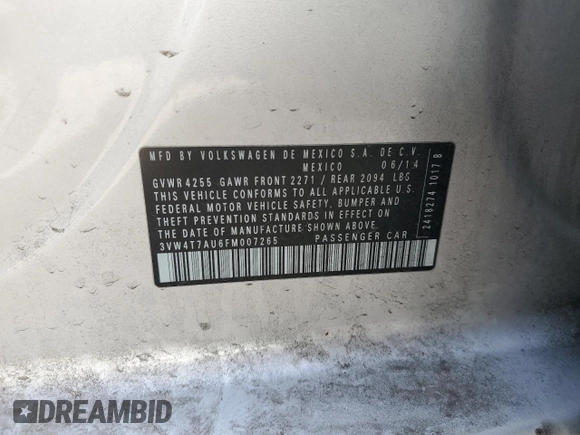 MFD BY VOLKSWAGEN DE MEXICO S.A. DE C.V.
MEXICO 06/14
GVWR 4255 GAWR FRONT 2271 / REAR 2094 LBS
THIS VEHICLE CONFORMS TO ALL APPLICABLE U.S.
FEDERAL MOTOR VEHICLE SAFETY, BUMPER AND
THEFT PREVENTION STANDARDS IN EFFECT ON
THE DATE OF MANUFACTURE SHOWN ABOVE.
3VW4T7AU6FM007265 PASSENGER CAR
2418274 1017 B
DREAMBID